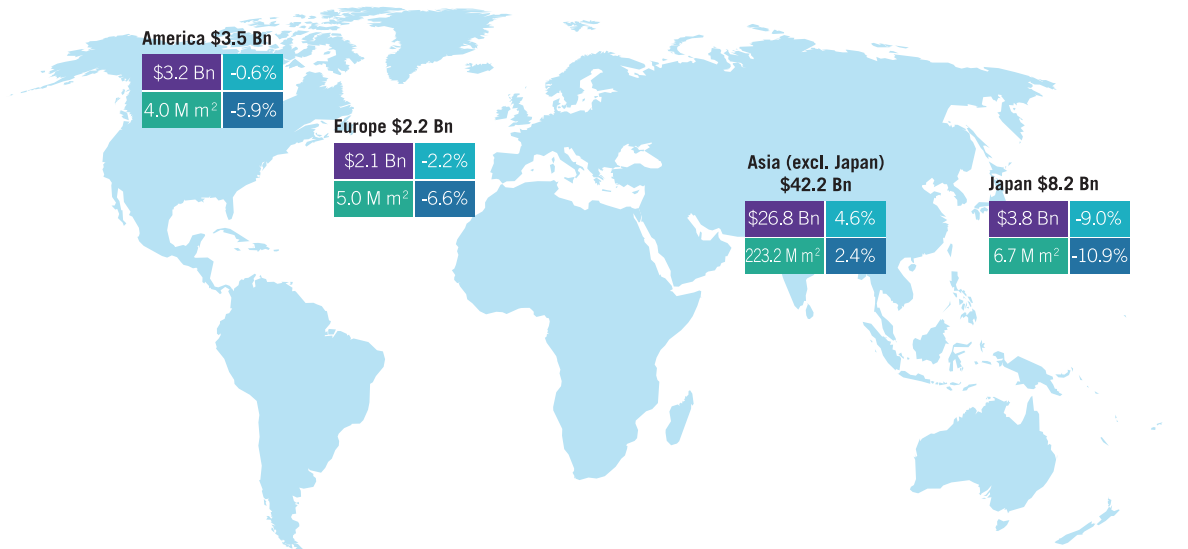 America $3.5 Bn
$3.2 Bn -0.6%
4.0 M m² -5.9%
Europe $2.2 Bn
$2.1 Bn -2.2%
5.0 M m² -6.6%
Asia (excl. Japan)
$42.2 Bn
$26.8 Bn 4.6%
223.2 M m² 2.4%
Japan $8.2 Bn
$3.8 Bn -9.0%
6.7 M m² -10.9%